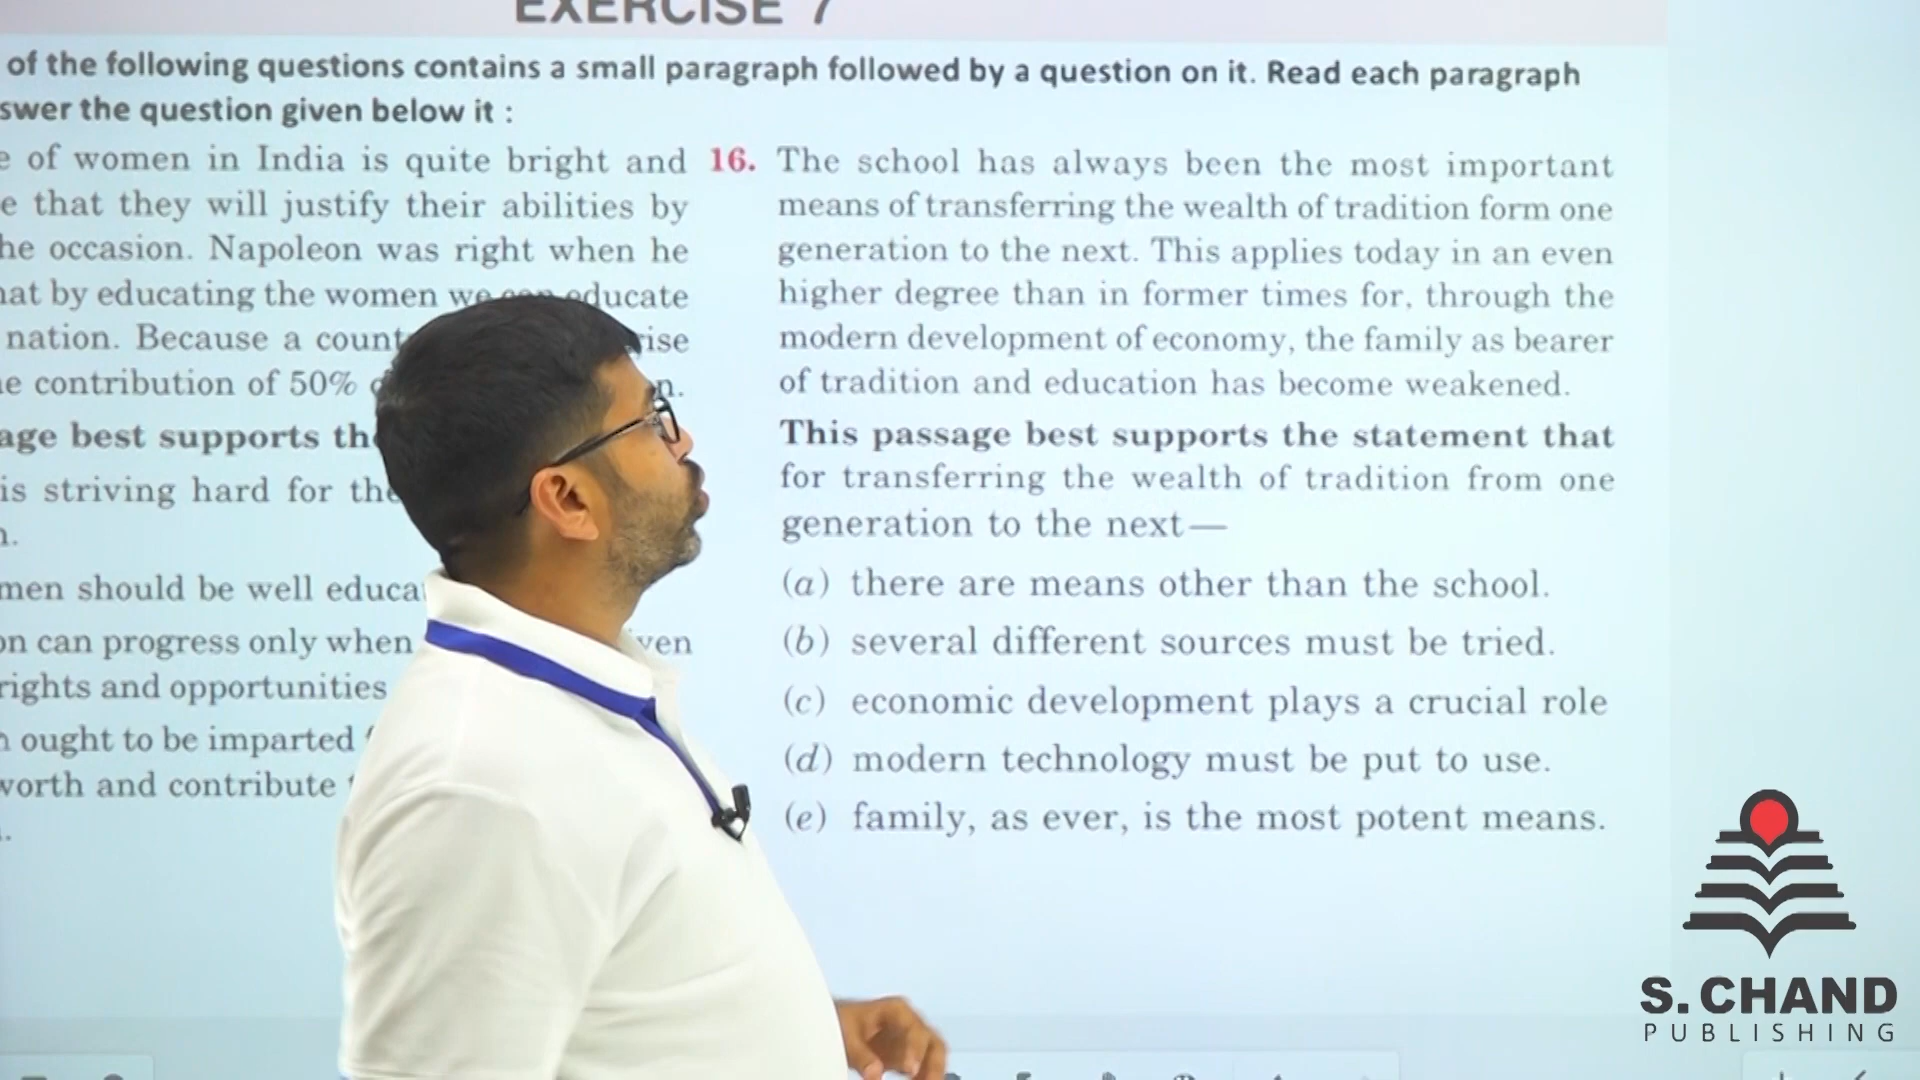 EXERCISE 7
of the following questions contains a small paragraph followed by a question on it. Read each paragraph
swer the question given below it :
e of women in India is quite bright and
e that they will justify their abilities by
he occasion. Napoleon was right when he
hat by educating the women we can educate
nation. Because a count rise
e contribution of 50% n.
age best supports the
is striving hard for the
n.
men should be well educa
on can progress only when iven
rights and opportunities
n ought to be imparted
worth and contribute
16. The school has always been the most important
means of transferring the wealth of tradition form one
generation to the next. This applies today in an even
higher degree than in former times for, through the
modern development of economy, the family as bearer
of tradition and education has become weakened.
This passage best supports the statement that
for transferring the wealth of tradition from one
generation to the next—
(a) there are means other than the school.
(b) several different sources must be tried.
(c) economic development plays a crucial role
(d) modern technology must be put to use.
(e) family, as ever, is the most potent means.
S. CHAND
PUBLISHING